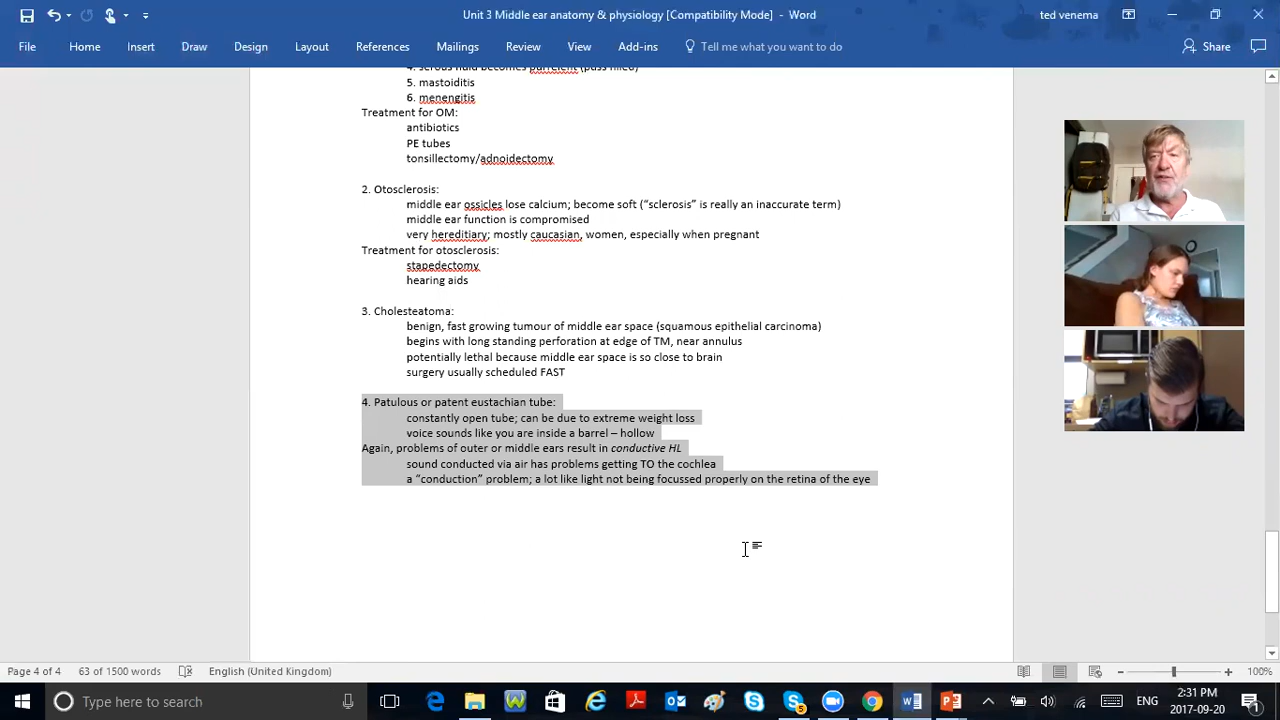 Unit 3 Middle ear anatomy & physiology [Compatibility Mode] - Word
ted venema
File Home Insert Draw Design Layout References Mailings Review View Add-ins Tell me what you want to do Share
4. serous fluid becomes purrelent (puss filled)
5. mastoiditis
6. menengitis
Treatment for OM:
antibiotics
PE tubes
tonsillectomy/adnoidectomy
2. Otosclerosis:
middle ear ossicles lose calcium; become soft (“sclerosis” is really an inaccurate term)
middle ear function is compromised
very hereditiary; mostly caucasian, women, especially when pregnant
Treatment for otosclerosis:
stapedectomy
hearing aids
3. Cholesteatoma:
benign, fast growing tumour of middle ear space (squamous epithelial carcinoma)
begins with long standing perforation at edge of TM, near annulus
potentially lethal because middle ear space is so close to brain
surgery usually scheduled FAST
4. Patulous or patent eustachian tube:
constantly open tube; can be due to extreme weight loss
voice sounds like you are inside a barrel – hollow
Again, problems of outer or middle ears result in conductive HL
sound conducted via air has problems getting TO the cochlea
a “conduction” problem; a lot like light not being focussed properly on the retina of the eye
Page 4 of 4 63 of 1500 words English (United Kingdom) 100%
Type here to search
5
ENG
2:31 PM
2017-09-20
1